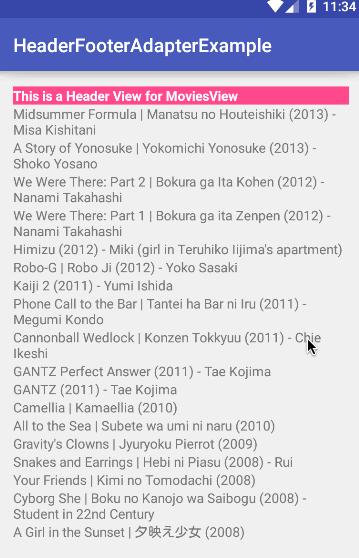 11:34
HeaderFooterAdapterExample
This is a Header View for MoviesView
Midsummer Formula | Manatsu no Houteishiki (2013) -
Misa Kishitani
A Story of Yonosuke | Yokomichi Yonosuke (2013) -
Shoko Yosano
We Were There: Part 2 | Bokura ga Ita Kohen (2012) -
Nanami Takahashi
We Were There: Part 1 | Bokura ga ita Zenpen (2012) -
Nanami Takahashi
Himizu (2012) - Miki (girl in Teruhiko Iijima's apartment)
Robo-G | Robo Ji (2012) - Yoko Sasaki
Kaiji 2 (2011) - Yumi Ishida
Phone Call to the Bar | Tantei ha Bar ni Iru (2011) -
Megumi Kondo
Cannonball Wedlock | Konzen Tokkyuu (2011) - Chie
Ikeshi
GANTZ Perfect Answer (2011) - Tae Kojima
GANTZ (2011) - Tae Kojima
Camellia | Kamaellia (2010)
All to the Sea | Subete wa umi ni naru (2010)
Gravity's Clowns | Jyuryoku Pierrot (2009)
Snakes and Earrings | Hebi ni Piasu (2008) - Rui
Your Friends | Kimi no Tomodachi (2008)
Cyborg She | Boku no Kanojo wa Saibogu (2008) -
Student in 22nd Century
A Girl in the Sunset | 夕映え少女 (2008)